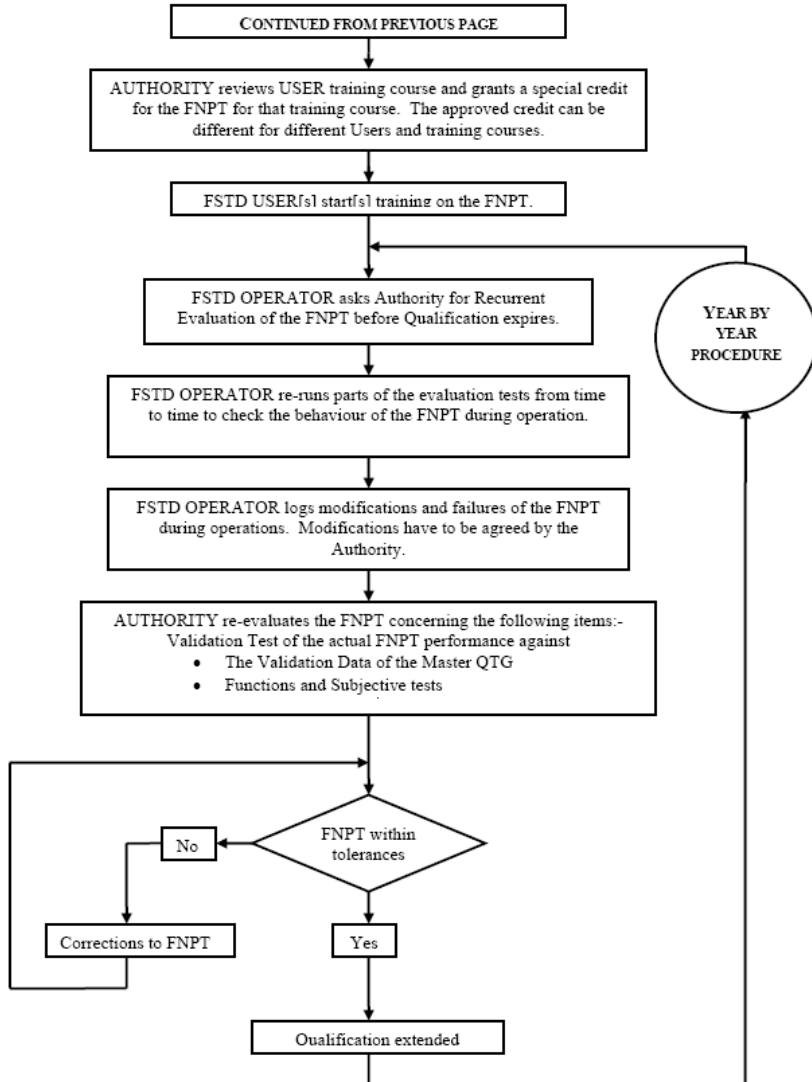 CONTINUED FROM PREVIOUS PAGE
AUTHORITY reviews USER training course and grants a special credit
for the FNPT for that training course. The approved credit can be
different for different Users and training courses.
FSTD USER[s] start[s] training on the FNPT.
FSTD OPERATOR asks Authority for Recurrent
Evaluation of the FNPT before Qualification expires.
YEAR BY
YEAR
PROCEDURE
FSTD OPERATOR re-runs parts of the evaluation tests from time
to time to check the behaviour of the FNPT during operation.
FSTD OPERATOR logs modifications and failures of the FNPT
during operations. Modifications have to be agreed by the
Authority.
AUTHORITY re-evaluates the FNPT concerning the following items:-
Validation Test of the actual FNPT performance against
• The Validation Data of the Master QTG
• Functions and Subjective tests
FNPT within
tolerances
No
Corrections to FNPT
Yes
Qualification extended